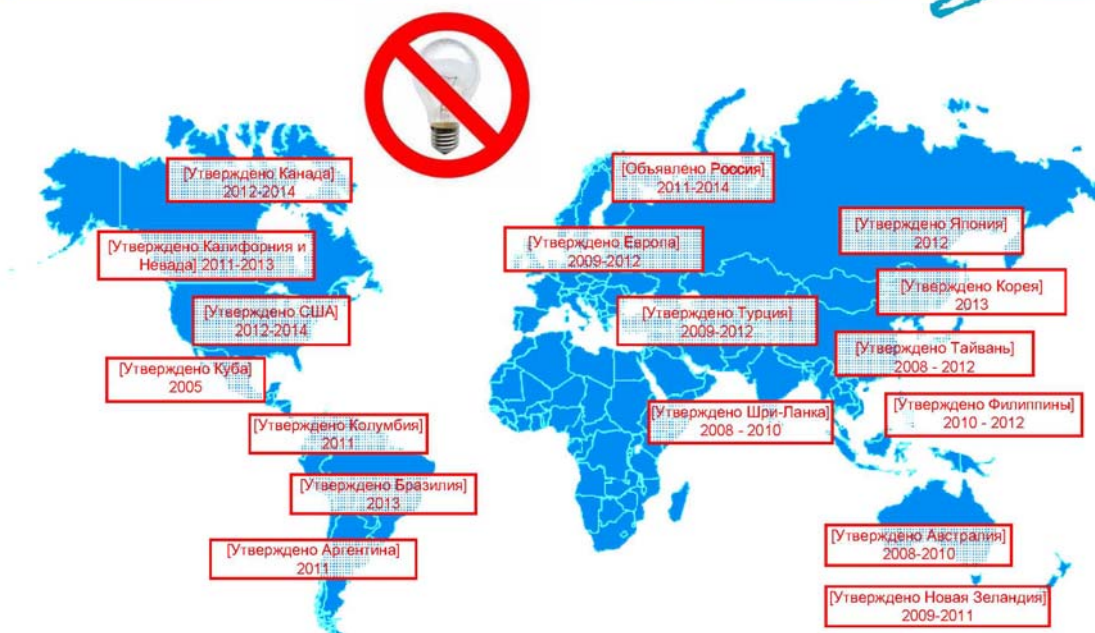 [Утверждено Канада]
2012-2014
[Объявлено Россия]
2011-2014
[Утверждено Калифорния и
Невада] 2011-2013
[Утверждено Европа]
2009-2012
[Утверждено Япония]
2012
[Утверждено США]
2012-2014
[Утверждено Турция]
2009-2012
[Утверждено Корея]
2013
[Утверждено Куба]
2005
[Утверждено Тайвань]
2008 - 2012
[Утверждено Колумбия]
2011
[Утверждено Шри-Ланка]
2008 - 2010
[Утверждено Филиппины]
2010 - 2012
[Утверждено Бразилия]
2013
[Утверждено Аргентина]
2011
[Утверждено Австралия]
2008-2010
[Утверждено Новая Зеландия]
2009-2011